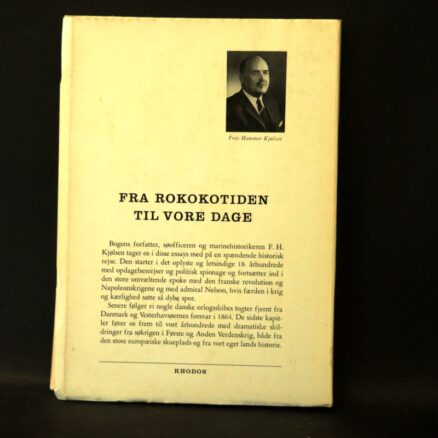 Frits Hammer Kjølsen
FRA ROKOKOTIDEN
TIL VORE DAGE
Bogens forfatter, søofficeren og marinehistorikeren F. H.
Kjølsen tager os i disse essays med på en spændende historisk
rejse. Den starter i det oplyste og letsindige 18. århundrede
med opdagelsesrejser og politisk spionage og fortsætter ind i
den store omvæltende epoke med den franske revolution og
Napoleonskrigene og med admiral Nelson, hvis færden i krig
og kærlighed satte så dybe spor.
Senere følger vi nogle danske orlogsskibes togter fjernt fra
Danmark og Vesterhavsøernes forsvar i 1864. De sidste kapit-
ler fører os frem til vort århundrede med dramatiske skil-
dringer fra søkrigen i Første og Anden Verdenskrig, både fra
den store europæiske skueplads og fra vort eget lands historie.
RHODOS